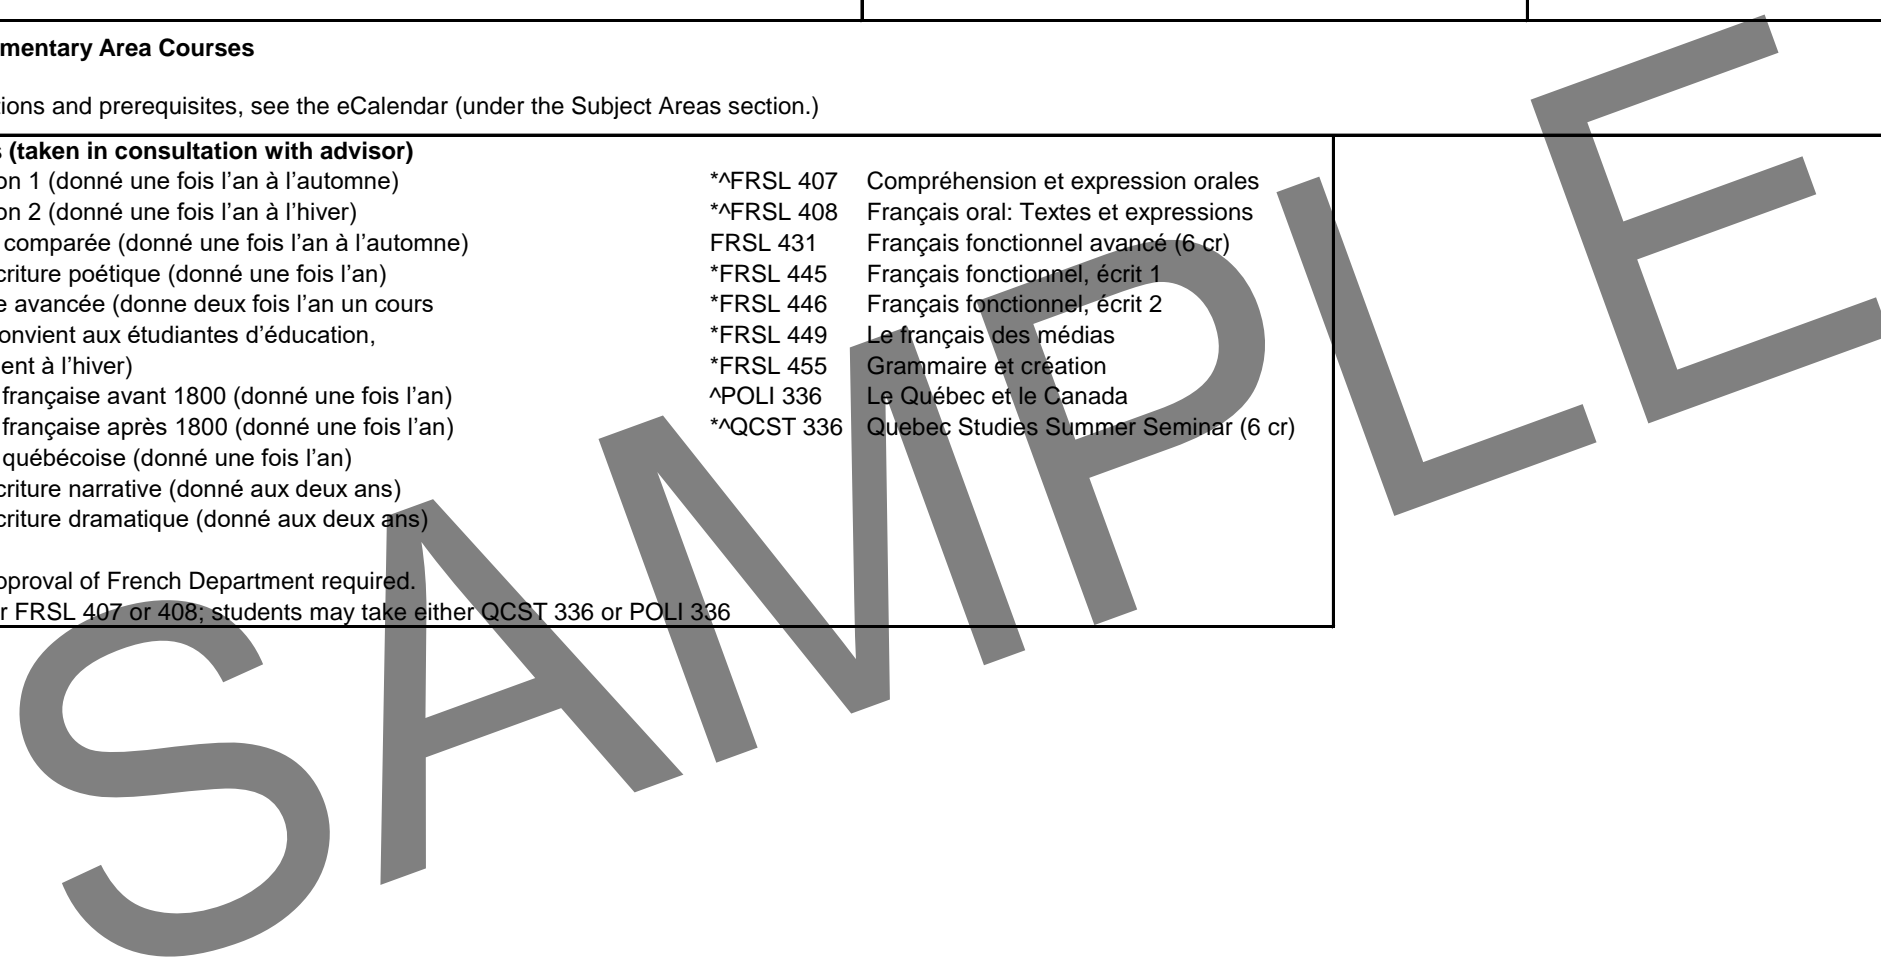 mentary Area Courses
tions and prerequisites, see the eCalendar (under the Subject Areas section.)
s (taken in consultation with advisor)
on 1 (donné une fois l’an à l’automne)
on 2 (donné une fois l’an à l’hiver)
comparée (donné une fois l’an à l’automne)
criture poétique (donné une fois l’an)
e avancée (donne deux fois l’an un cours
onvient aux étudiantes d’éducation,
ent à l’hiver)
française avant 1800 (donné une fois l’an)
française après 1800 (donné une fois l’an)
québécoise (donné une fois l’an)
criture narrative (donné aux deux ans)
criture dramatique (donné aux deux ans)
*^FRSL 407 Compréhension et expression orales
*^FRSL 408 Français oral: Textes et expressions
FRSL 431 Français fonctionnel avancé (6 cr)
*FRSL 445 Français fonctionnel, écrit 1
*FRSL 446 Français fonctionnel, écrit 2
*FRSL 449 Le français des médias
*FRSL 455 Grammaire et création
^POLI 336 Le Québec et le Canada
*^QCST 336 Quebec Studies Summer Seminar (6 cr)
pproval of French Department required.
r FRSL 407 or 408; students may take either QCST 336 or POLI 336
SAMPLE